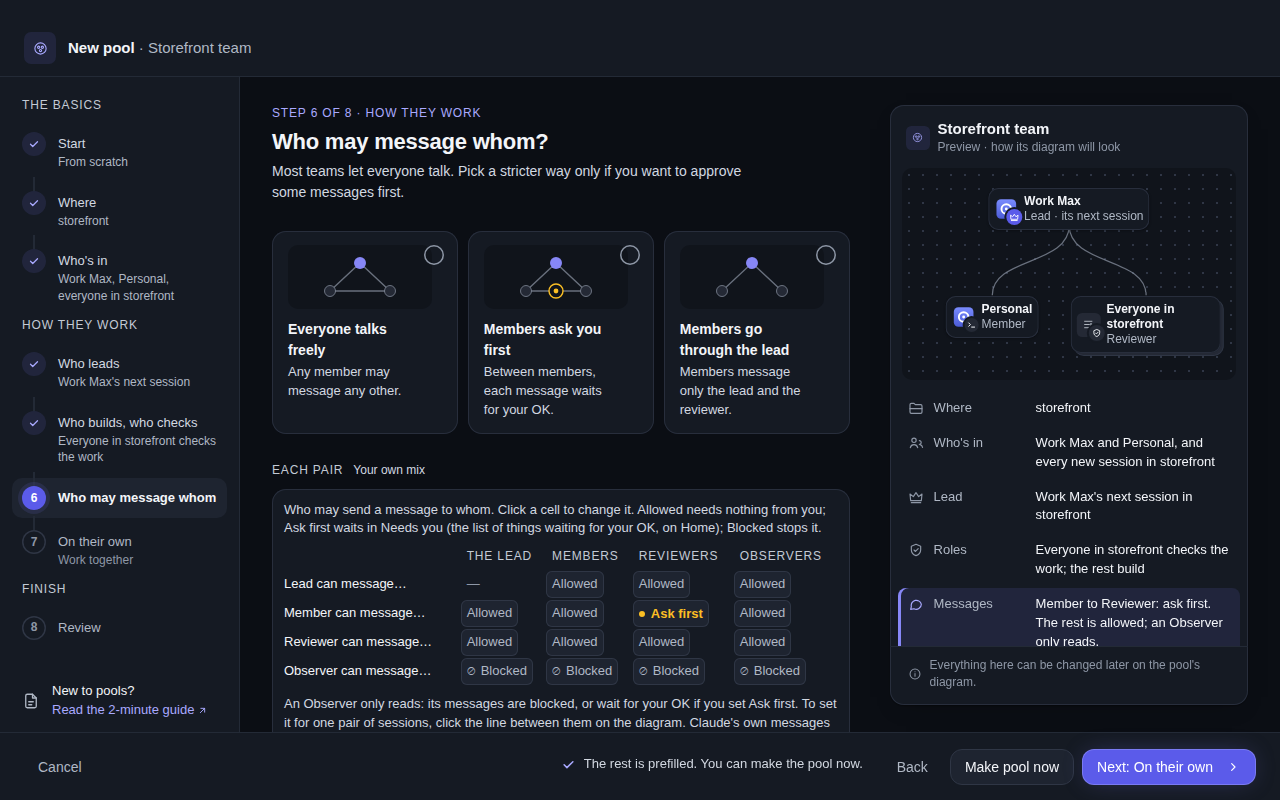 New pool · Storefront team
THE BASICS
Start
From scratch
Where
storefront
Who's in
Work Max, Personal,
everyone in storefront
HOW THEY WORK
Who leads
Work Max's next session
Who builds, who checks
Everyone in storefront checks
the work
6 Who may message whom
7 On their own
Work together
FINISH
8 Review
New to pools?
Read the 2-minute guide
STEP 6 OF 8 · HOW THEY WORK
Who may message whom?
Most teams let everyone talk. Pick a stricter way only if you want to approve
some messages first.
Everyone talks
freely
Any member may
message any other.
Members ask you
first
Between members,
each message waits
for your OK.
Members go
through the lead
Members message
only the lead and the
reviewer.
EACH PAIR Your own mix
Who may send a message to whom. Click a cell to change it. Allowed needs nothing from you;
Ask first waits in Needs you (the list of things waiting for your OK, on Home); Blocked stops it.
THE LEAD MEMBERS REVIEWERS OBSERVERS
Lead can message… — Allowed Allowed Allowed
Member can message… Allowed Allowed Ask first Allowed
Reviewer can message… Allowed Allowed Allowed Allowed
Observer can message… Blocked Blocked Blocked Blocked
An Observer only reads: its messages are blocked, or wait for your OK if you set Ask first. To set
it for one pair of sessions, click the line between them on the diagram. Claude's own messages
Storefront team
Preview · how its diagram will look
Work Max
Lead · its next session
Personal
Member
Everyone in
storefront
Reviewer
Where storefront
Who's in Work Max and Personal, and
every new session in storefront
Lead Work Max's next session in
storefront
Roles Everyone in storefront checks the
work; the rest build
Messages Member to Reviewer: ask first.
The rest is allowed; an Observer
only reads.
Everything here can be changed later on the pool's
diagram.
Cancel
The rest is prefilled. You can make the pool now.
Back
Make pool now
Next: On their own